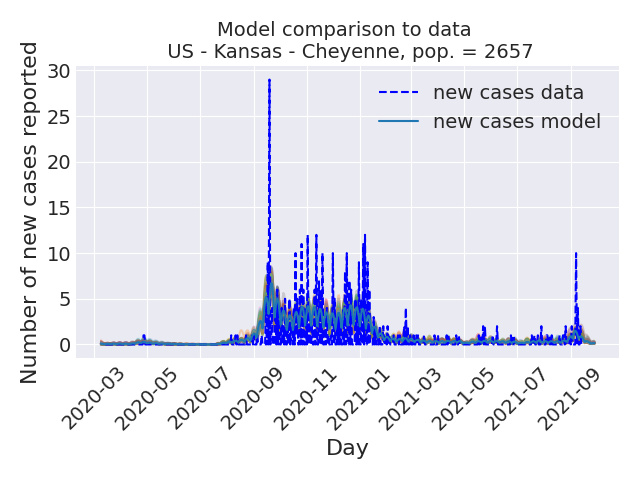 Model comparison to data
US - Kansas - Cheyenne, pop. = 2657
Number of new cases reported
30
25
20
15
10
5
0
new cases data
new cases model
2020-03
2020-05
2020-07
2020-09
2020-11
2021-01
2021-03
2021-05
2021-07
2021-09
Day